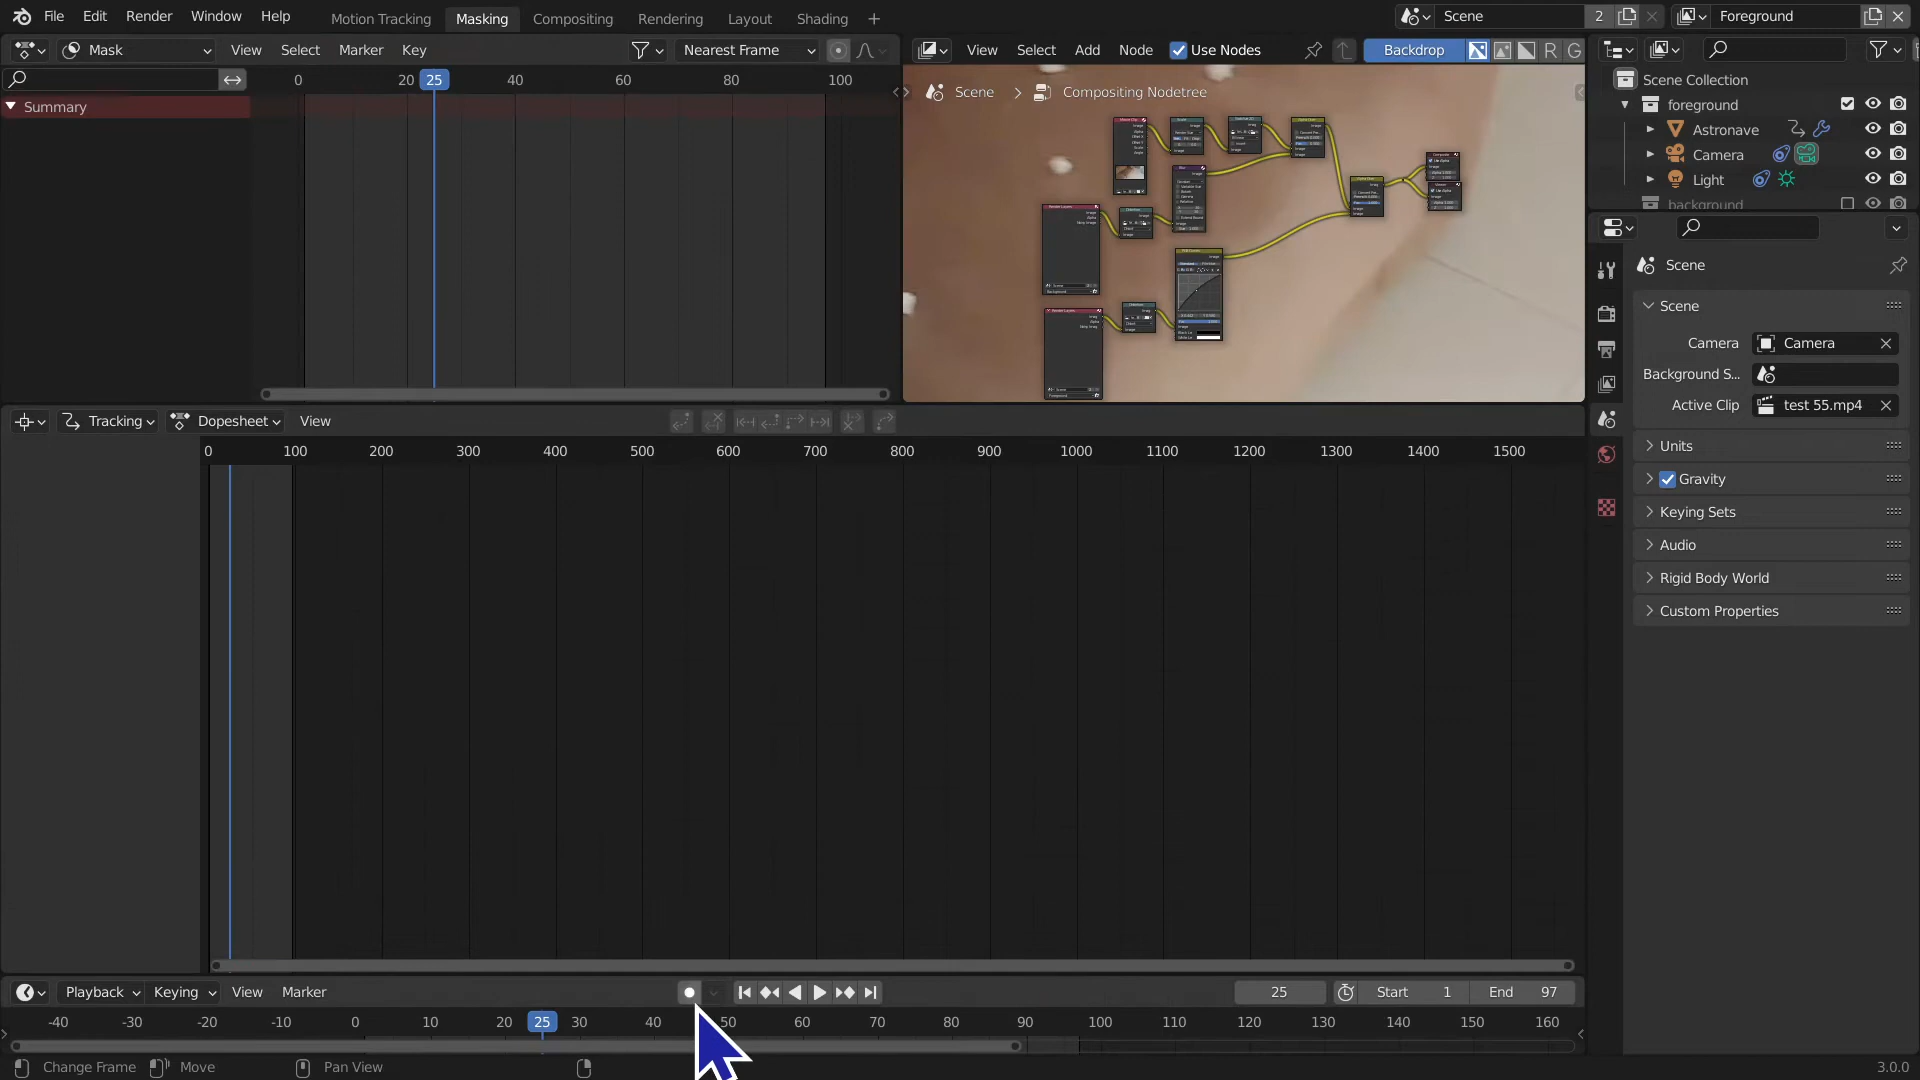 File Edit Render Window Help Motion Tracking Masking Compositing Rendering Layout Shading + Scene 2 Foreground
Mask View Select Marker Key Nearest Frame View Select Add Node Use Nodes Backdrop R G
0 20 25 40 60 80 100
Summary
Scene > Compositing Nodetree
Scene Collection
foreground
Astronave
Camera
Light
background
Scene
Scene
Camera Camera
Background S...
Active Clip test 55.mp4
Units
Gravity
Keying Sets
Audio
Rigid Body World
Custom Properties
Tracking Dopesheet View
0 100 200 300 400 500 600 700 800 900 1000 1100 1200 1300 1400 1500
Playback Keying View Marker 25 Start 1 End 97
-40 -30 -20 -10 0 10 20 25 30 40 50 60 70 80 90 100 110 120 130 140 150 160
Change Frame Move Pan View 3.0.0